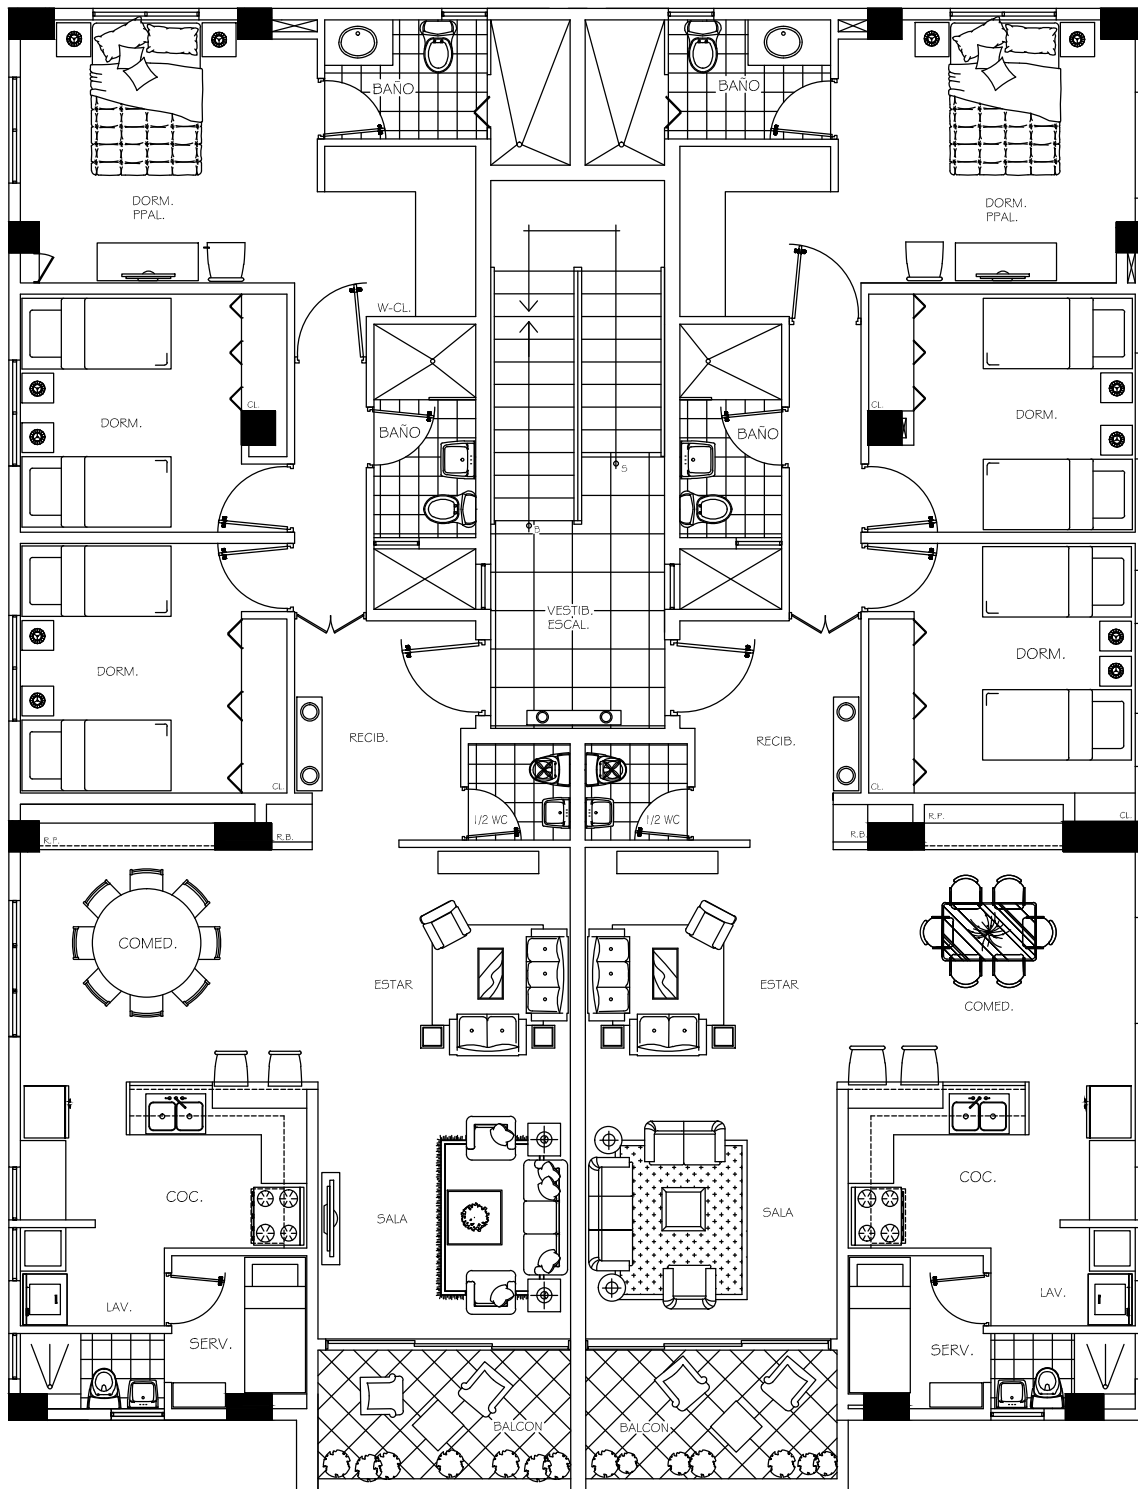 BAÑO
BAÑO
DORM.
PPAL.
DORM.
PPAL.
W-CL.
CL.
CL.
DORM.
DORM.
BAÑO
BAÑO
S
B
VESTIB.
ESCAL.
DORM.
DORM.
RECIB.
RECIB.
CL.
CL.
CL.
R.P.
R.B.
1/2 WC
1/2 WC
R.B.
R.P.
COMED.
ESTAR
ESTAR
COMED.
COC.
COC.
SALA
SALA
LAV.
LAV.
SERV.
SERV.
BALCON
BALCON